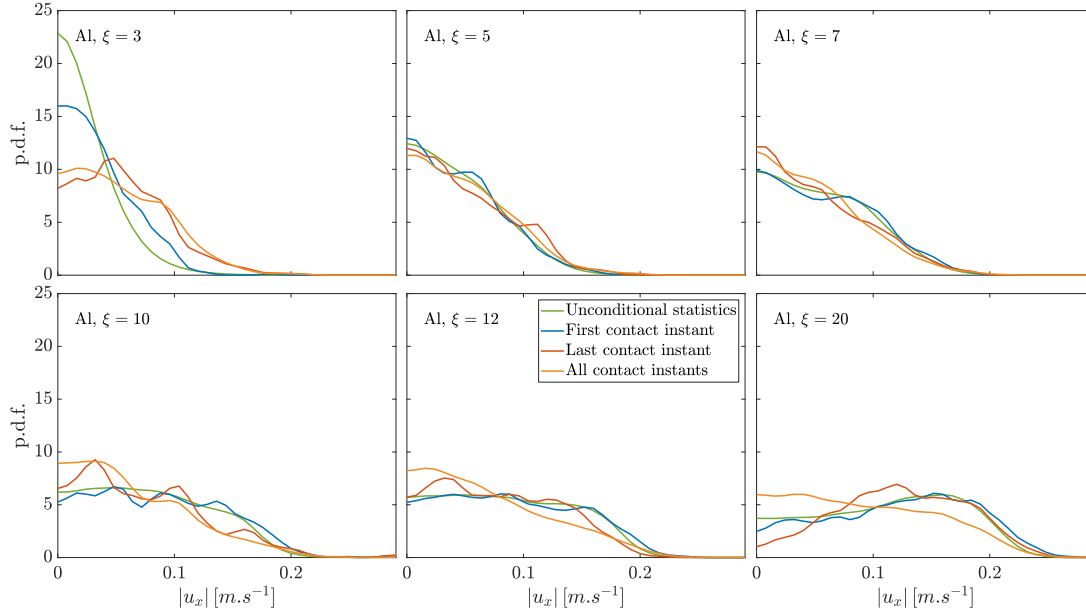 25
20
15
10
5
0
p.d.f.
Al, ξ = 3
Al, ξ = 5
Al, ξ = 7
25
20
15
10
5
0
p.d.f.
Al, ξ = 10
Al, ξ = 12
Al, ξ = 20
Unconditional statistics
First contact instant
Last contact instant
All contact instants
0 0.1 0.2
0 0.1 0.2
0 0.1 0.2
|u_x| [m.s⁻¹]
|u_x| [m.s⁻¹]
|u_x| [m.s⁻¹]